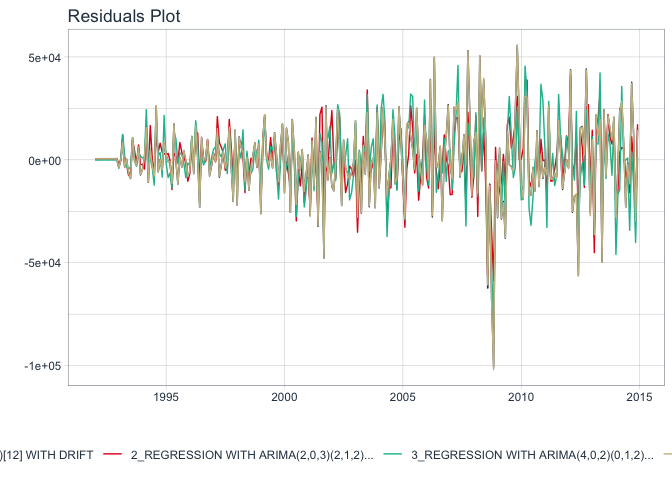 Residuals Plot
5e+04
0e+00
-5e+04
-1e+05
1995 2000 2005 2010 2015
)[12] WITH DRIFT 2_REGRESSION WITH ARIMA(2,0,3)(2,1,2)... 3_REGRESSION WITH ARIMA(4,0,2)(0,1,2)...